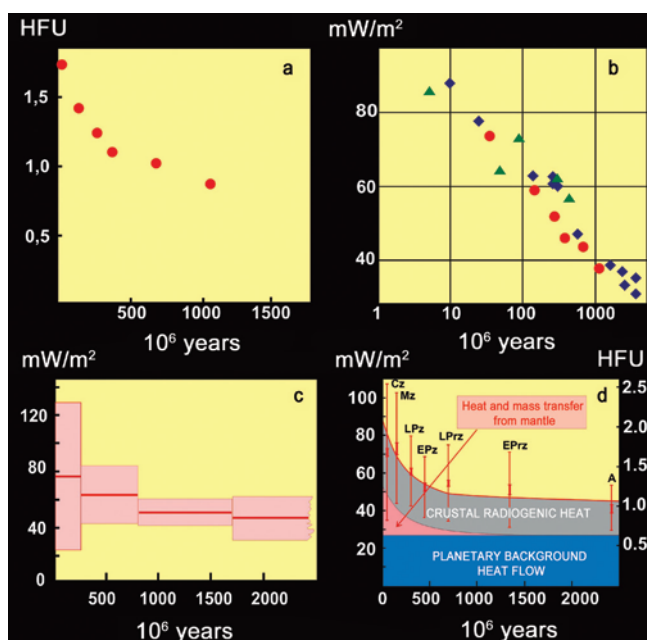 HFU
a
1,5
1,0
0,5
500 1000 1500
10⁶ years
mW/m²
b
80
60
40
1 10 100 1000
10⁶ years
mW/m²
c
120
80
60
40
0
500 1000 1500 2000
10⁶ years
mW/m²
HFU
d
100
80
60
40
20
2.5
2.0
1.5
1.0
0.5
Cz
Mz
LPz
EPz
LPrz
EPrz
A
Heat and mass transfer
from mantle
CRUSTAL RADIOGENIC HEAT
PLANETARY BACKGROUND
HEAT FLOW
0 500 1000 1500 2000
10⁶ years